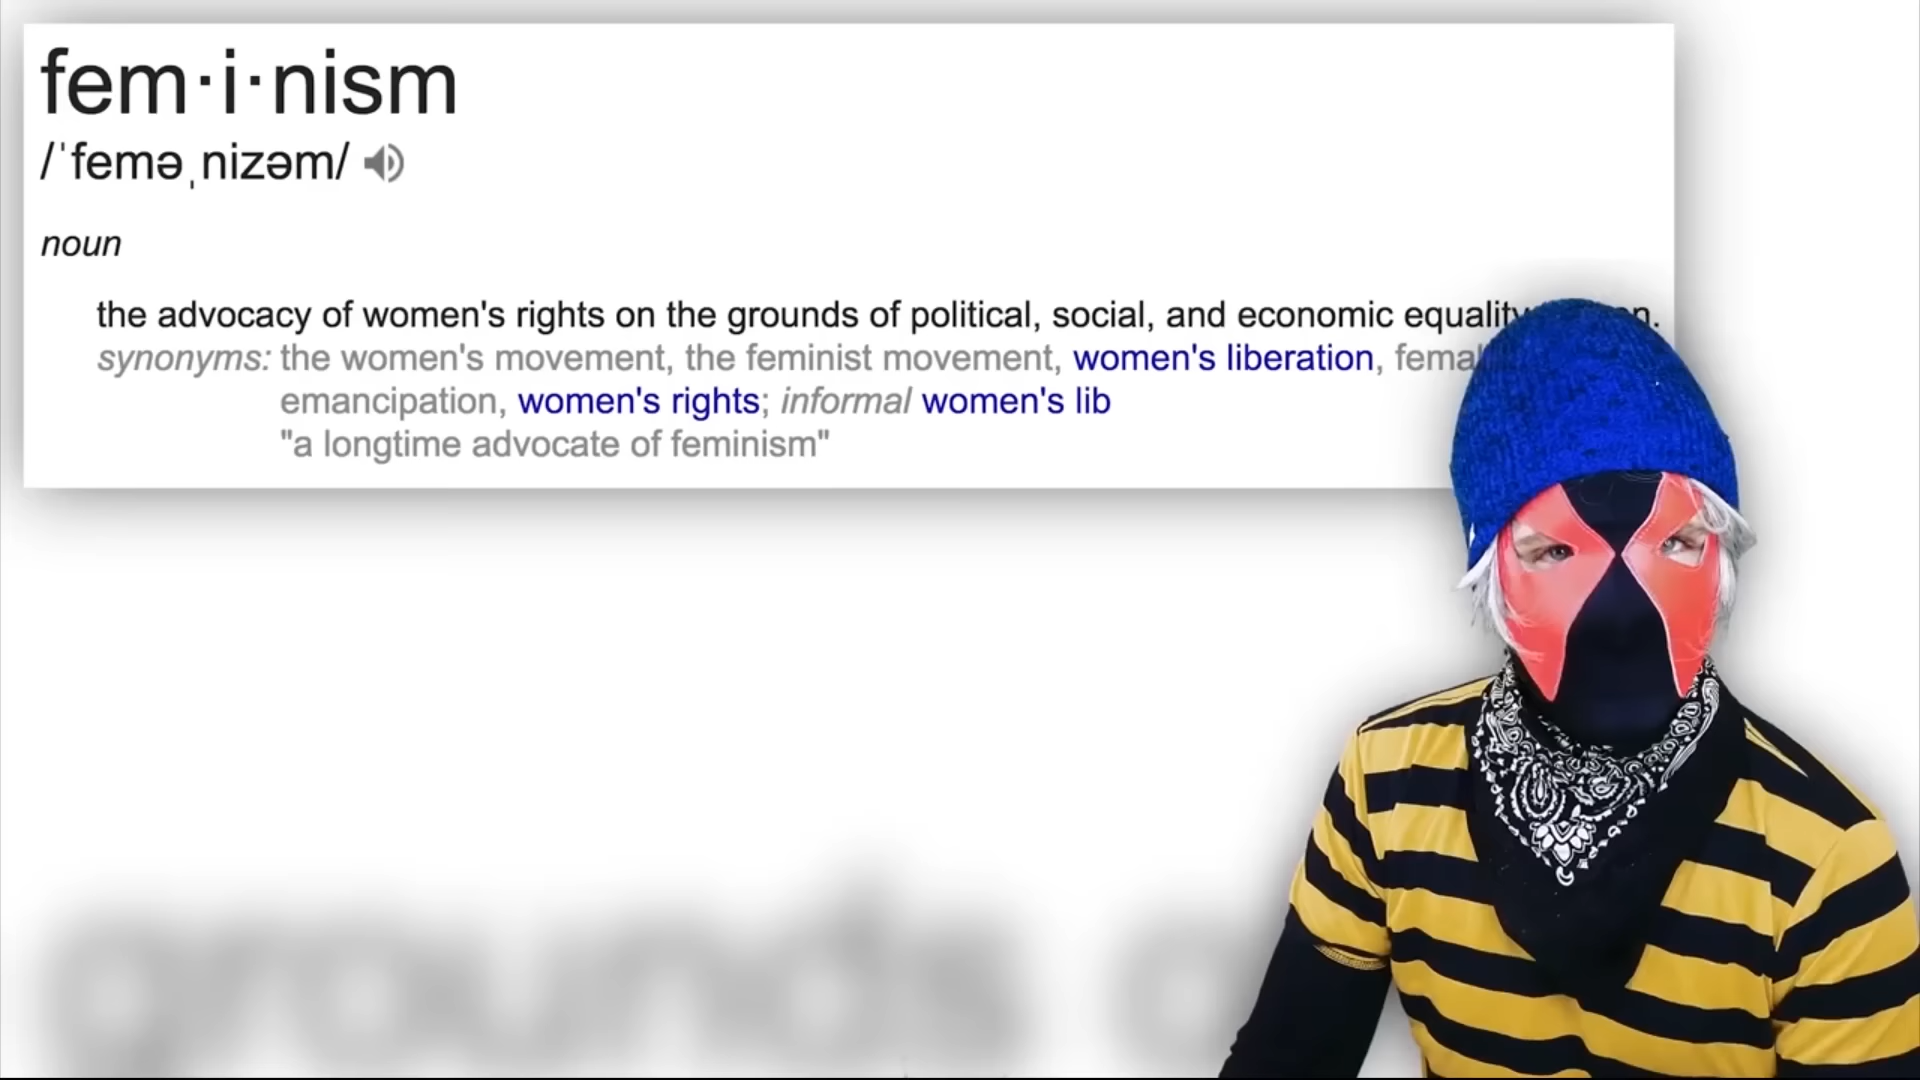 fem·i·nism
/ˈfeməˌnizəm/
noun
the advocacy of women's rights on the grounds of political, social, and economic equality
synonyms: the women's movement, the feminist movement, women's liberation,
emancipation, women's rights; informal women's lib
"a longtime advocate of feminism"
grounds